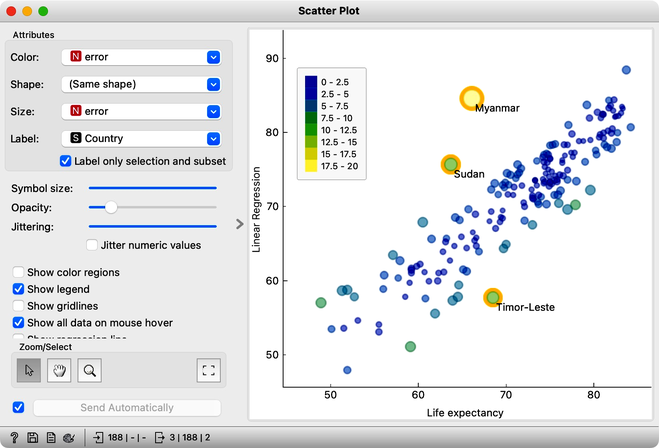 Scatter Plot
Attributes
Color: N error
Shape: (Same shape)
Size: N error
Label: S Country
Label only selection and subset
Symbol size:
Opacity:
Jittering:
Jitter numeric values
Show color regions
Show legend
Show gridlines
Show all data on mouse hover
Show regression line
Zoom/Select
Send Automatically
? 188 | - | - 3 | 188 | 2
90
80
70
60
50
Linear Regression
0 - 2.5
2.5 - 5
5 - 7.5
7.5 - 10
10 - 12.5
12.5 - 15
15 - 17.5
17.5 - 20
Myanmar
Sudan
Timor-Leste
50 60 70 80
Life expectancy